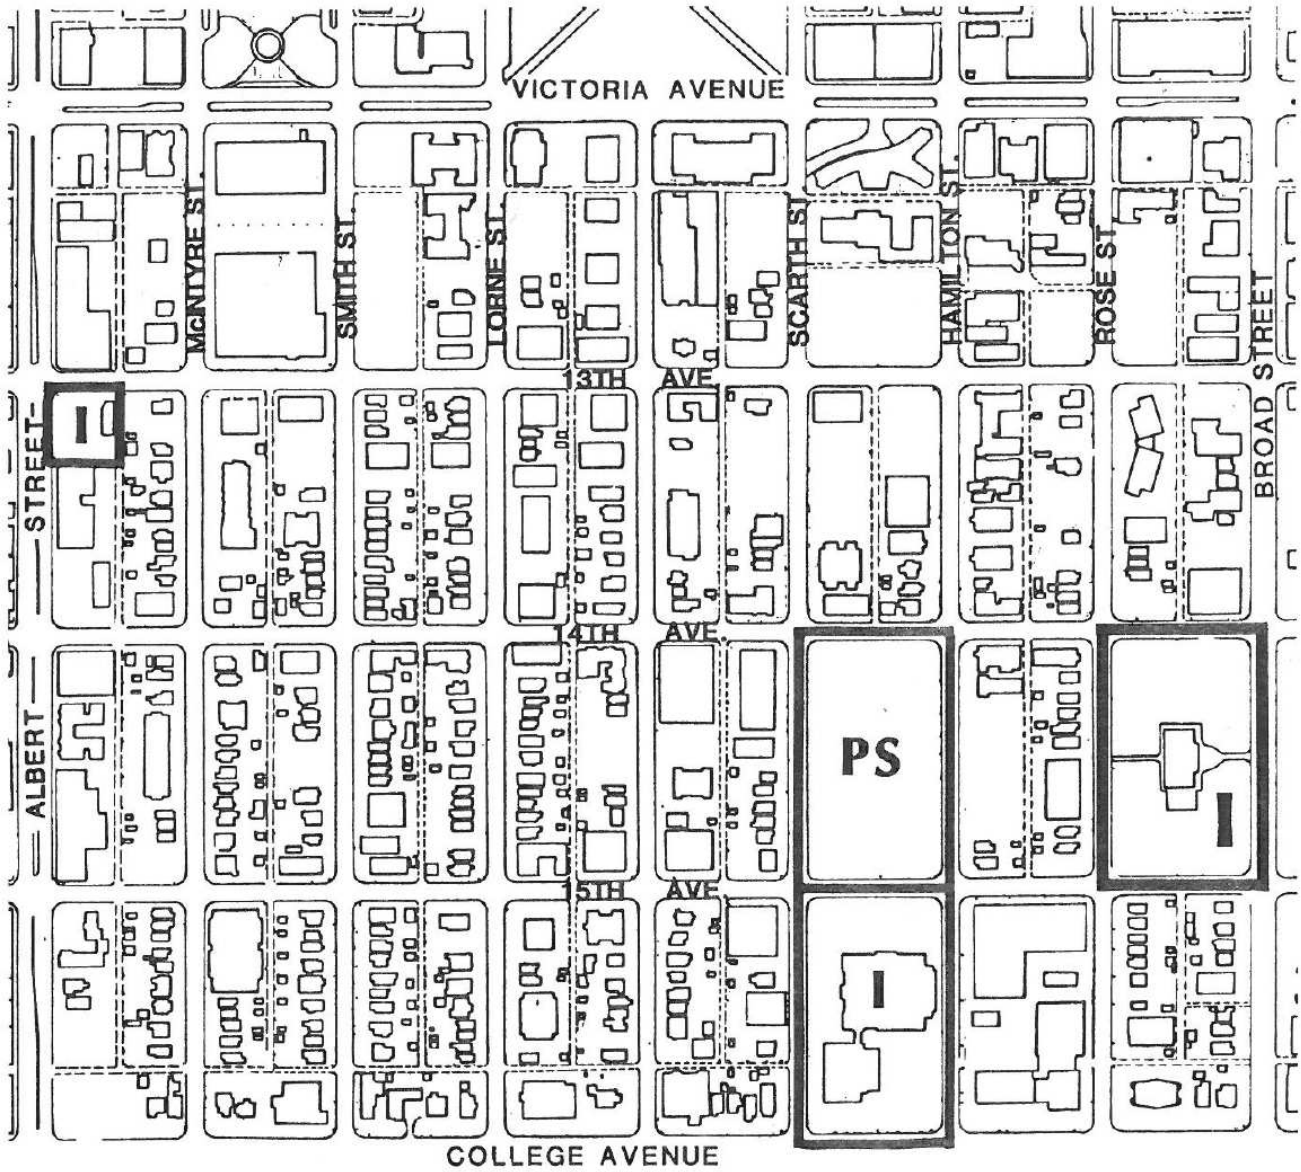 VICTORIA AVENUE
McINTYRE ST.
SMITH ST.
LORNE ST.
SCARTH ST
HAMILTON ST.
ROSE ST.
BROAD STREET
13TH AVE.
I
STREET
14TH AVE.
ALBERT
PS
I
15TH AVE.
I
COLLEGE AVENUE